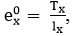 e⁰ₓ = Tₓ / lₓ,